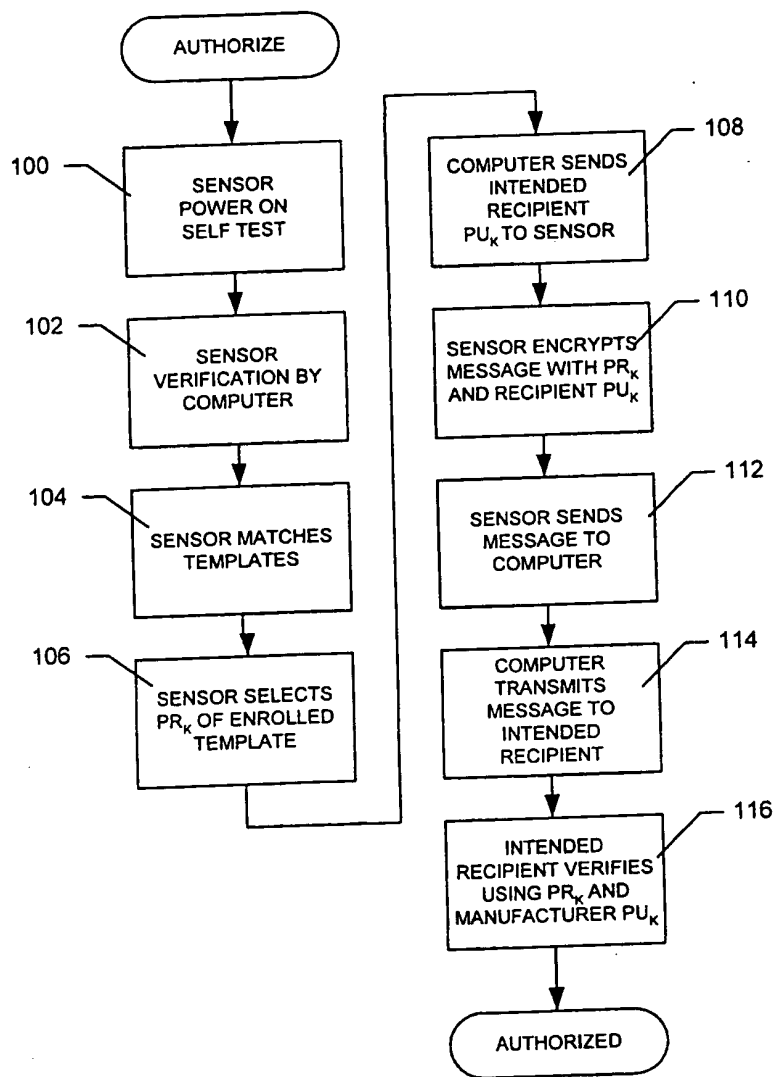 AUTHORIZE
100
SENSOR
POWER ON
SELF TEST
102
SENSOR
VERIFICATION BY
COMPUTER
104
SENSOR MATCHES
TEMPLATES
106
SENSOR SELECTS
PRK OF ENROLLED
TEMPLATE
108
COMPUTER SENDS
INTENDED
RECIPIENT
PUK TO SENSOR
110
SENSOR ENCRYPTS
MESSAGE WITH PRK
AND RECIPIENT PUK
112
SENSOR SENDS
MESSAGE TO
COMPUTER
114
COMPUTER
TRANSMITS
MESSAGE TO
INTENDED
RECIPIENT
116
INTENDED
RECIPIENT VERIFIES
USING PRK AND
MANUFACTURER PUK
AUTHORIZED